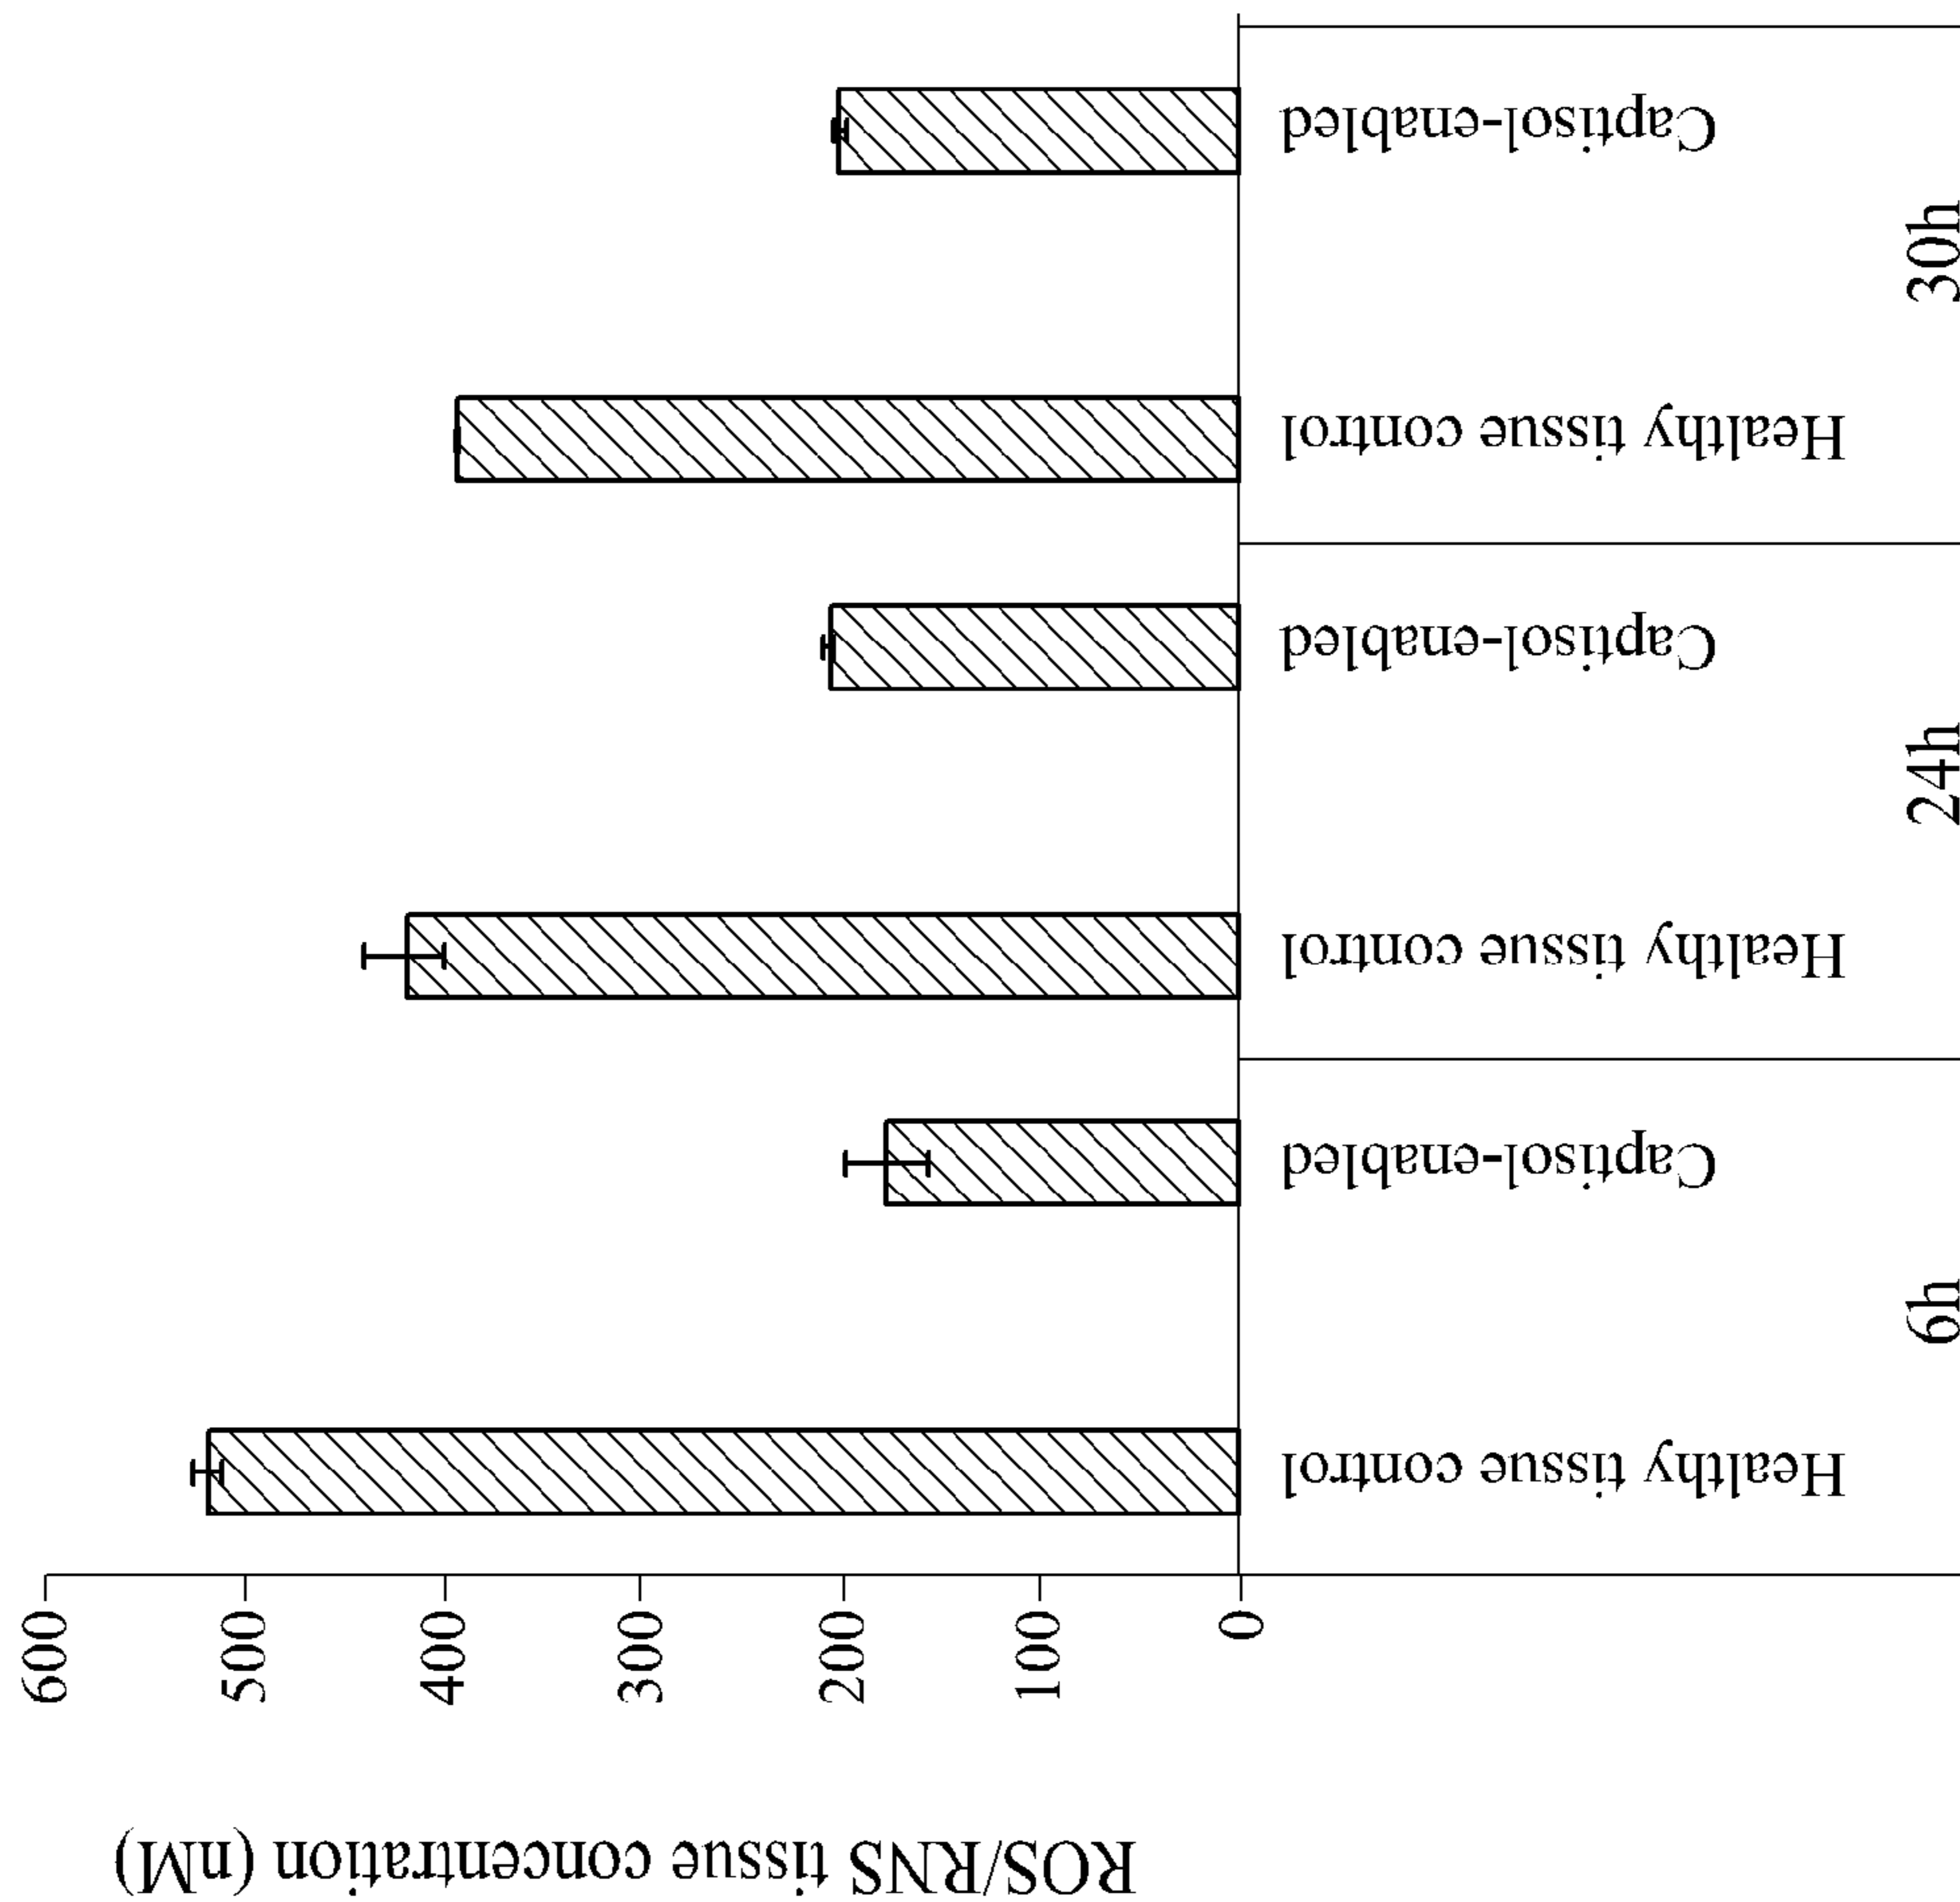 ROS/RNS tissue concentration (nM)
600
500
400
300
200
100
0
Healthy tissue control
Captisol-enabled
Healthy tissue control
Captisol-enabled
Healthy tissue control
Captisol-enabled
6h
24h
30h